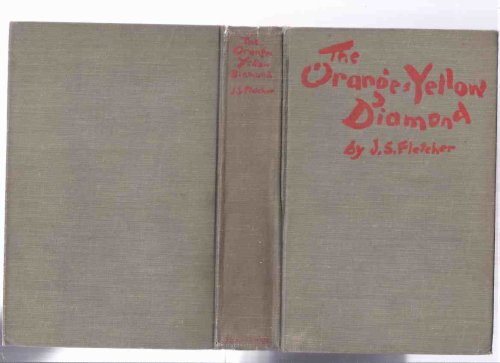 The
Orange
Yellow
Diamond
J.S. Fletcher
The
Orange=Yellow
Diamond
by J.S. Fletcher